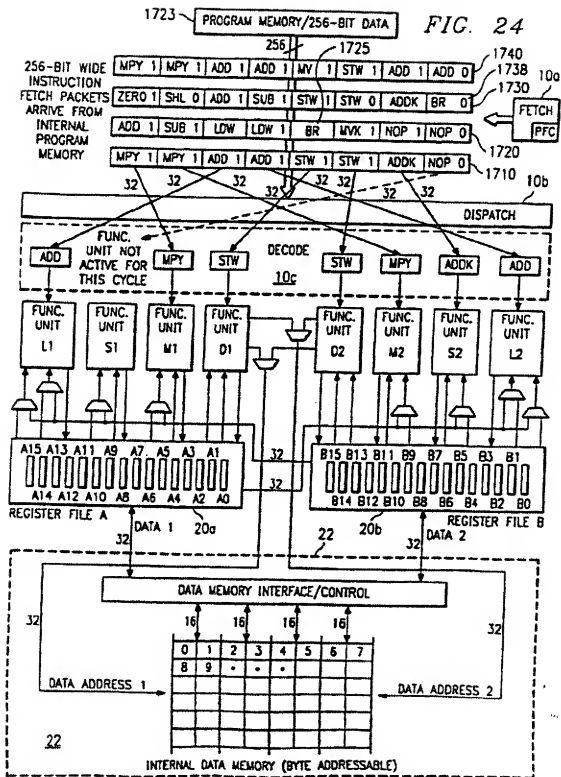 FIG. 24
1723
PROGRAM MEMORY/256-BIT DATA
256
1725
256-BIT WIDE
INSTRUCTION
FETCH PACKETS
ARRIVE FROM
INTERNAL
PROGRAM
MEMORY
MPY 1 MPY 1 ADD 1 ADD 1 MV 1 STW 1 ADD 1 ADD 0
1740
1738
ZERO 1 SHL 0 ADD 1 SUB 1 STW 1 STW 0 ADDK BR 0
1730
ADD 1 SUB 1 LDW LDW 1 BR MVK 1 NOP 1 NOP 0
1720
MPY 1 MPY 1 ADD 1 ADD 1 STW 1 STW 1 ADDK NOP 0
1710
10a
FETCH
PFC
32 32 32 32 32 32 32
10b
DISPATCH
FUNC.
UNIT NOT
ACTIVE FOR
THIS CYCLE
DECODE
10c
ADD MPY STW STW MPY ADDK ADD
FUNC. UNIT L1
FUNC. UNIT S1
FUNC. UNIT M1
FUNC. UNIT D1
FUNC. UNIT D2
FUNC. UNIT M2
FUNC. UNIT S2
FUNC. UNIT L2
A15 A13 A11 A9 A7 A5 A3 A1
A14 A12 A10 A8 A6 A4 A2 A0
REGISTER FILE A
20a
32
32
B15 B13 B11 B9 B7 B5 B3 B1
B14 B12 B10 B8 B6 B4 B2 B0
20b
REGISTER FILE B
DATA 1
32
22
DATA 2
32
DATA MEMORY INTERFACE/CONTROL
32
16 16 16 16
32
0 1 2 3 4 5 6 7
8 9 • • •
DATA ADDRESS 1
DATA ADDRESS 2
22
INTERNAL DATA MEMORY (BYTE ADDRESSABLE)